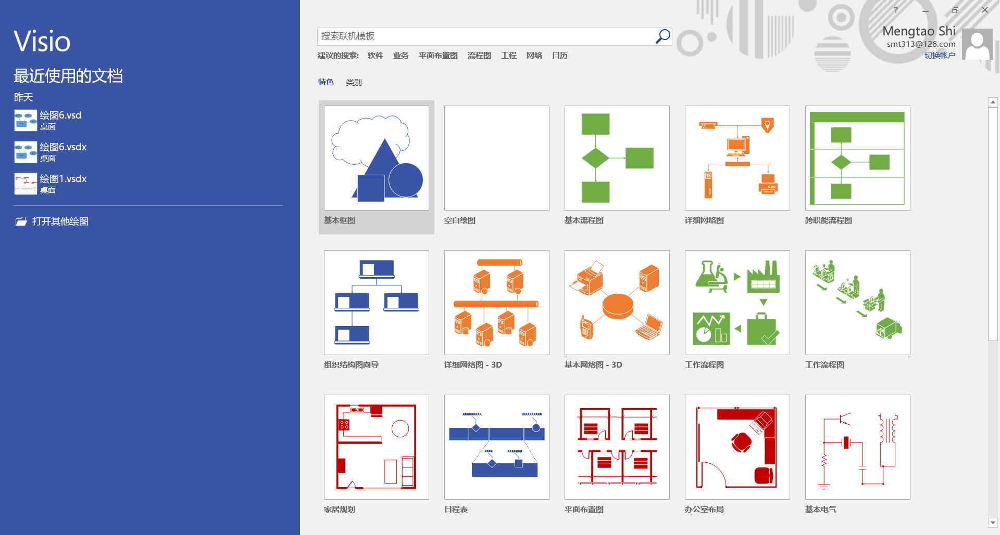 Visio
最近使用的文档
昨天
绘图6.vsd
桌面
绘图6.vsdx
桌面
绘图1.vsdx
桌面
打开其他绘图
?
Mengtao Shi
smt313@126.com
切换帐户
搜索联机模板
建议的搜索: 软件 业务 平面布置图 流程图 工程 网络 日历
特色 类别
基本框图 空白绘图 基本流程图 详细网络图 跨职能流程图
组织结构图向导 详细网络图 - 3D 基本网络图 - 3D 工作流程图 工作流程图
家居规划 日程表 平面布置图 办公室布局 基本电气